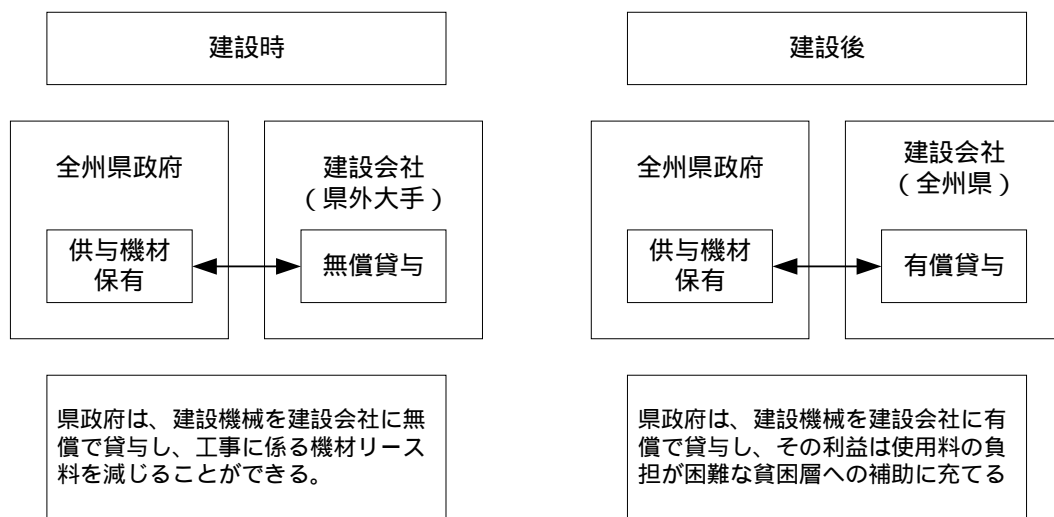 建設時
全州県政府
供与機材
保有
建設会社
(県外大手)
無償貸与
県政府は、建設機械を建設会社に無
償で貸与し、工事に係る機材リース
料を減じることができる。
建設後
全州県政府
供与機材
保有
建設会社
(全州県)
有償貸与
県政府は、建設機械を建設会社に有
償で貸与し、その利益は使用料の負
担が困難な貧困層への補助に充てる